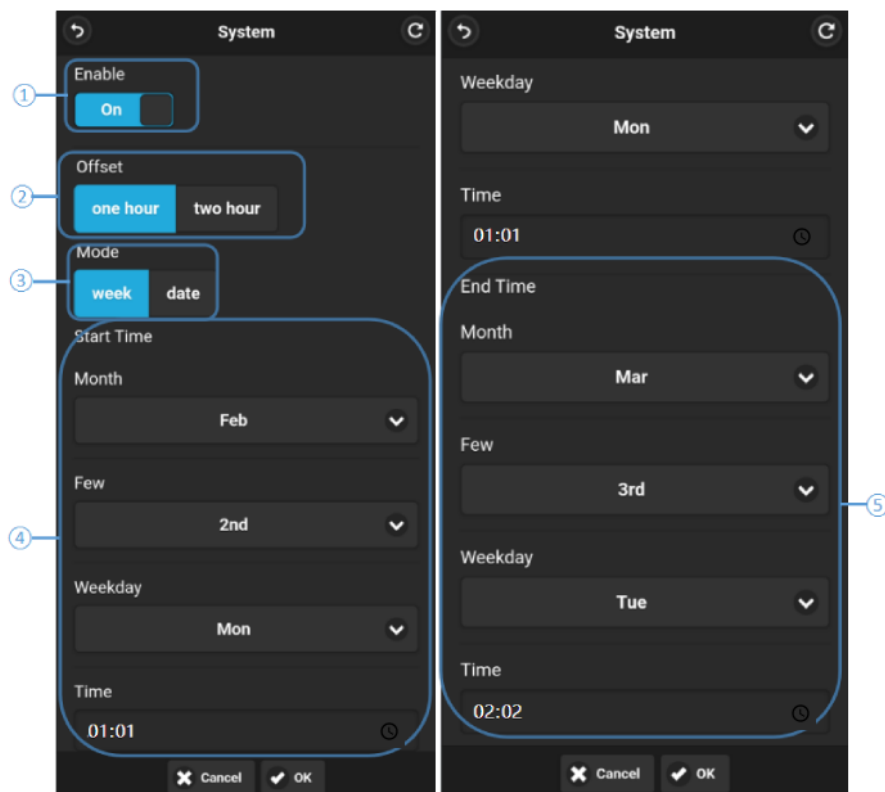 System
Enable
① On
Offset
② one hour two hour
Mode
③ week date
Start Time
Month
Feb
Few
2nd
④
Weekday
Mon
Time
01:01
Cancel OK
System
Weekday
Mon
Time
01:01
End Time
Month
Mar
Few
3rd
⑤
Weekday
Tue
Time
02:02
Cancel OK